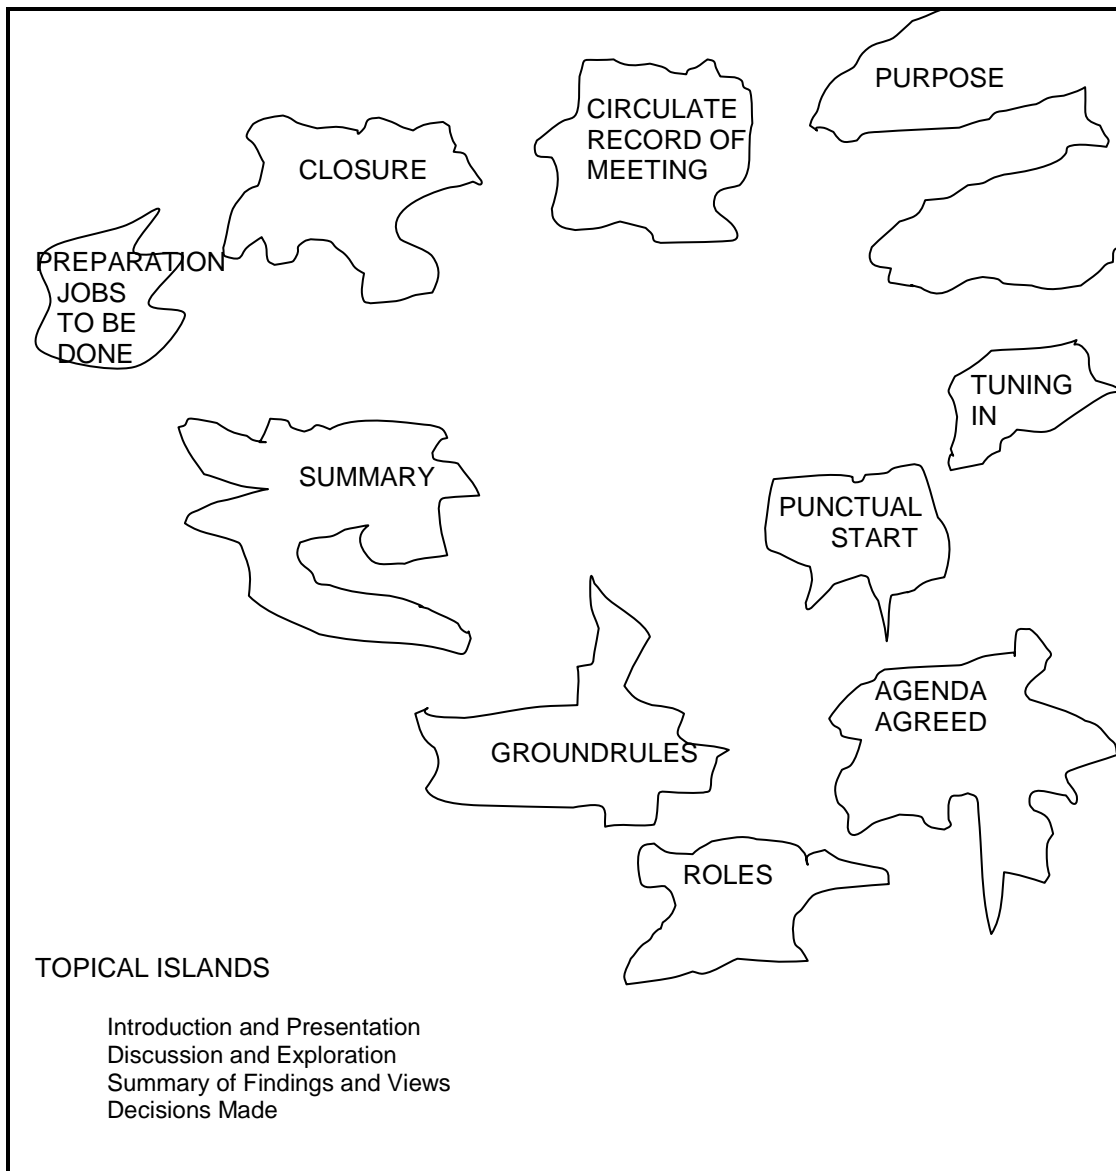 PURPOSE
CIRCULATE
RECORD OF
MEETING
CLOSURE
PREPARATION
JOBS
TO BE
DONE
TUNING
IN
SUMMARY
PUNCTUAL
START
AGENDA
AGREED
GROUNDRULES
ROLES
TOPICAL ISLANDS
Introduction and Presentation
Discussion and Exploration
Summary of Findings and Views
Decisions Made